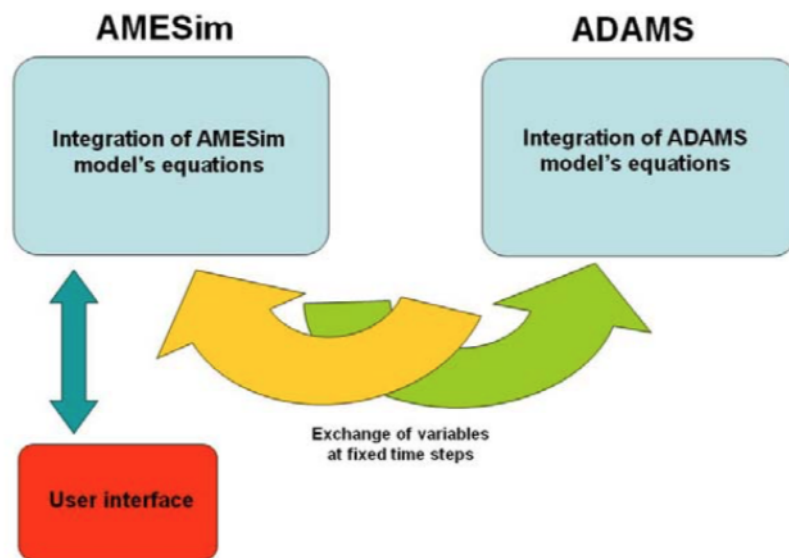 AMESim
ADAMS
Integration of AMESim
model's equations
Integration of ADAMS
model's equations
Exchange of variables
at fixed time steps
User interface